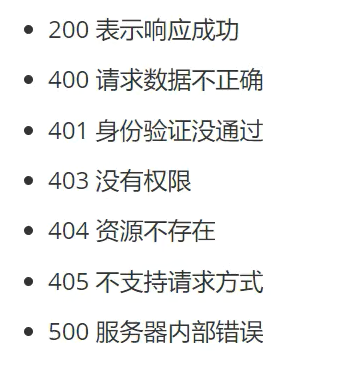 200 表示响应成功
400 请求数据不正确
401 身份验证没通过
403 没有权限
404 资源不存在
405 不支持请求方式
500 服务器内部错误